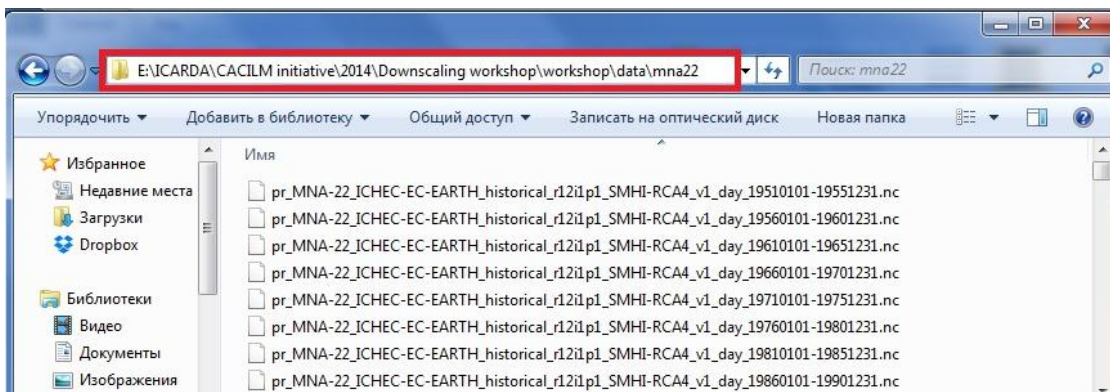 E:\ICARDA\CACILM initiative\2014\Downscaling workshop\workshop\data\mna22
Поиск: mna22
Упорядочить
Добавить в библиотеку
Общий доступ
Записать на оптический диск
Новая папка
Избранное
Недавние места
Загрузки
Dropbox
Библиотеки
Видео
Документы
Изображения
Имя
pr_MNA-22_ICHEC-EC-EARTH_historical_r12i1p1_SMHI-RCA4_v1_day_19510101-19551231.nc
pr_MNA-22_ICHEC-EC-EARTH_historical_r12i1p1_SMHI-RCA4_v1_day_19560101-19601231.nc
pr_MNA-22_ICHEC-EC-EARTH_historical_r12i1p1_SMHI-RCA4_v1_day_19610101-19651231.nc
pr_MNA-22_ICHEC-EC-EARTH_historical_r12i1p1_SMHI-RCA4_v1_day_19660101-19701231.nc
pr_MNA-22_ICHEC-EC-EARTH_historical_r12i1p1_SMHI-RCA4_v1_day_19710101-19751231.nc
pr_MNA-22_ICHEC-EC-EARTH_historical_r12i1p1_SMHI-RCA4_v1_day_19760101-19801231.nc
pr_MNA-22_ICHEC-EC-EARTH_historical_r12i1p1_SMHI-RCA4_v1_day_19810101-19851231.nc
pr_MNA-22_ICHEC-EC-EARTH_historical_r12i1p1_SMHI-RCA4_v1_day_19860101-19901231.nc